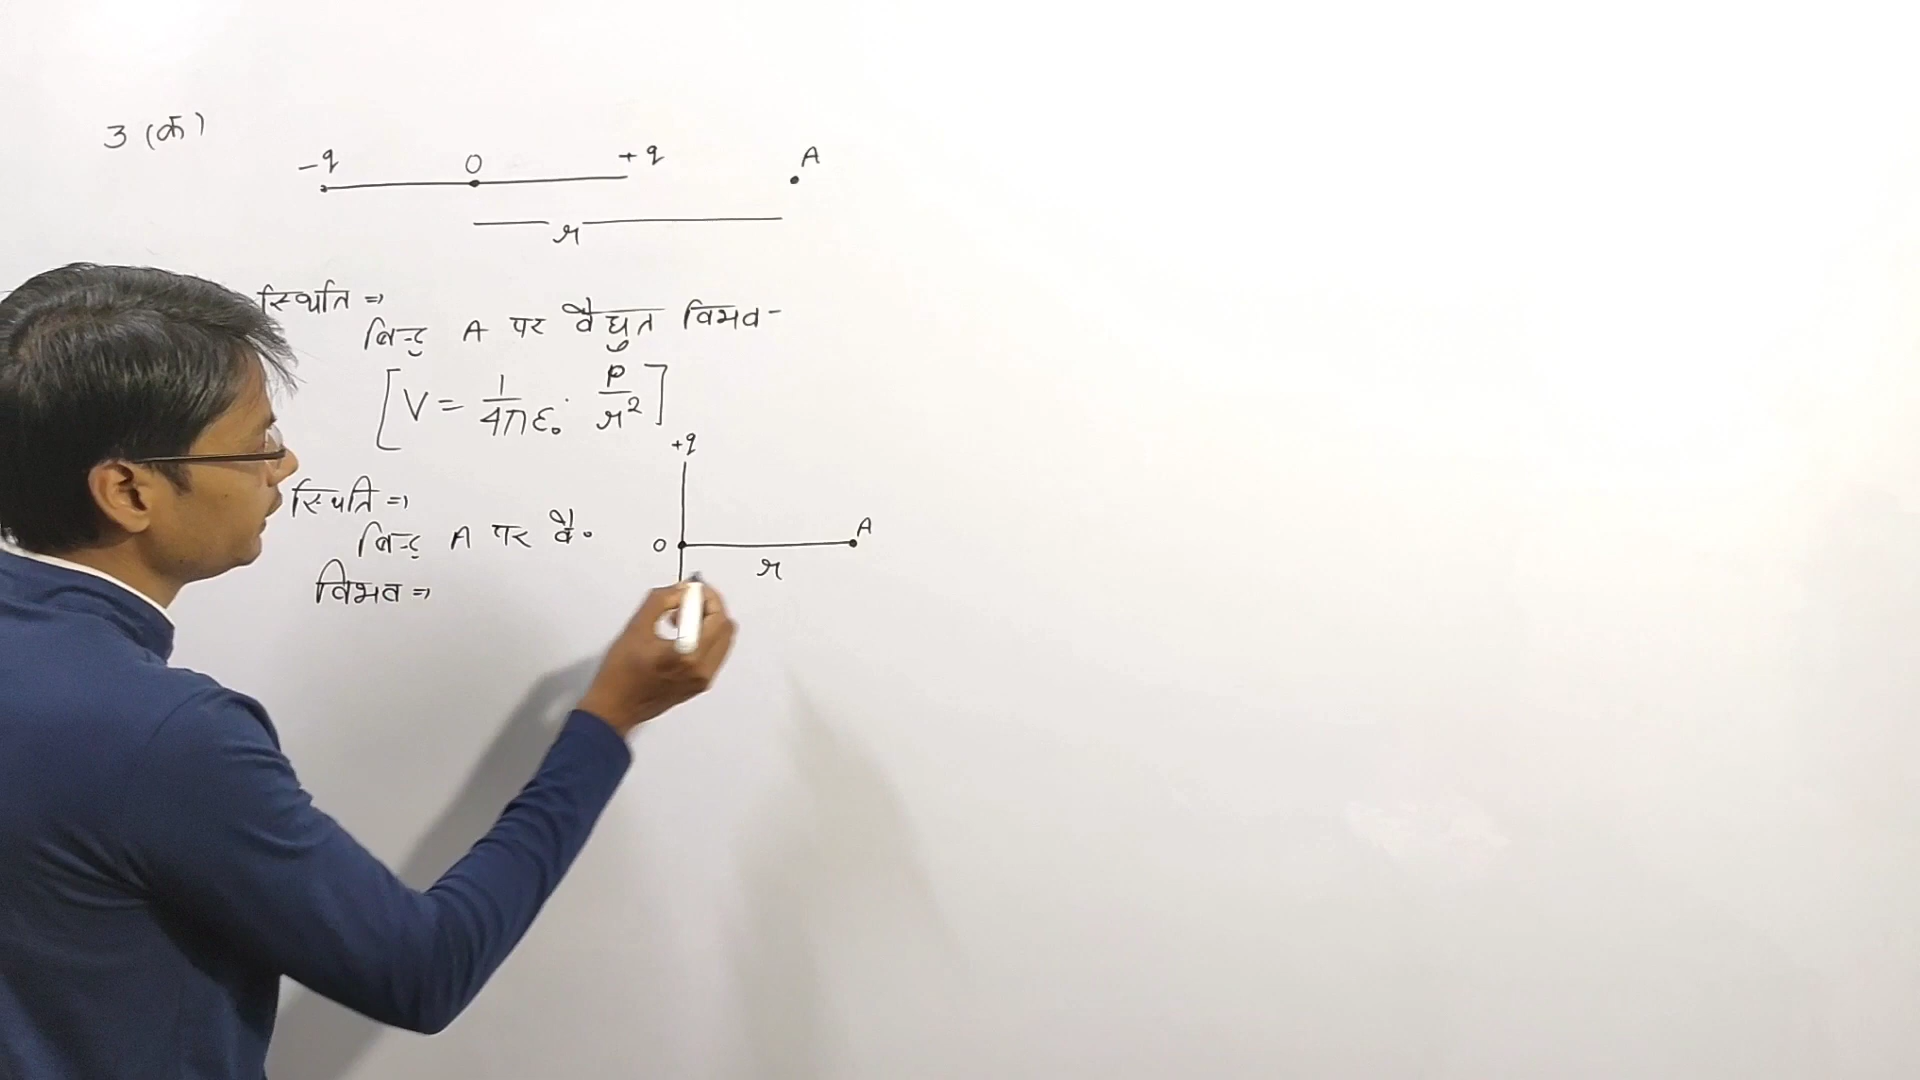 3 (क)
-q O +q A
r
स्थिति ⇒
बिन्दु A पर वैद्युत विभव-
[V = 1/4πε₀ · p/r²]
+q
स्थिति ⇒
बिन्दु A पर वै०
O A
r
विभव ⇒